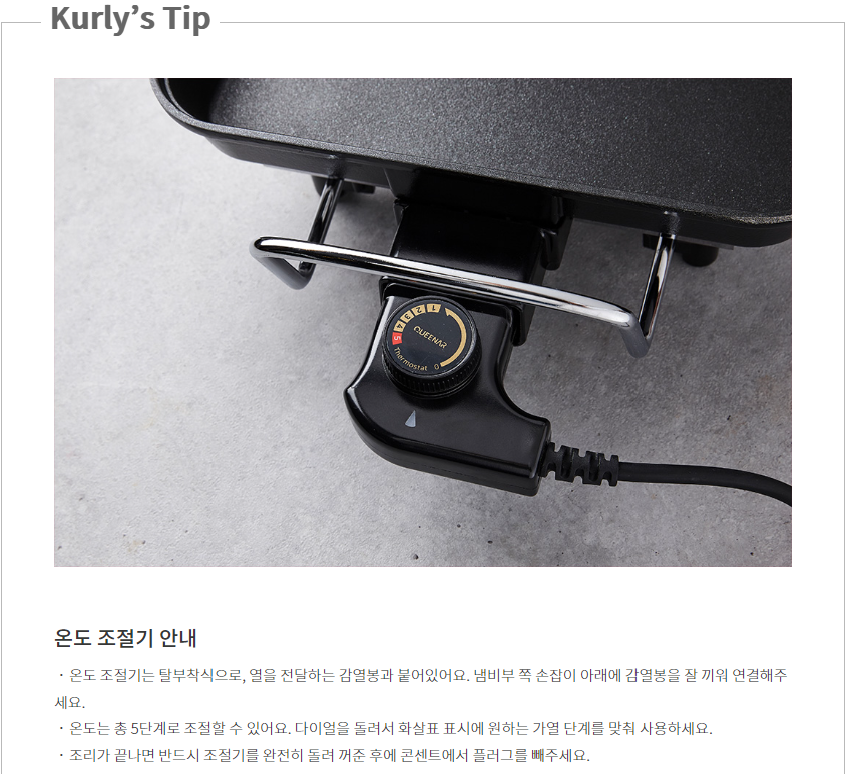 Kurly’s Tip
1 2 3 4 5
QUEENAR
Thermostat 0
온도 조절기 안내
· 온도 조절기는 탈부착식으로, 열을 전달하는 감열봉과 붙어있어요. 냄비부 쪽 손잡이 아래에 감열봉을 잘 끼워 연결해주
세요.
· 온도는 총 5단계로 조절할 수 있어요. 다이얼을 돌려서 화살표 표시에 원하는 가열 단계를 맞춰 사용하세요.
· 조리가 끝나면 반드시 조절기를 완전히 돌려 꺼준 후에 콘센트에서 플러그를 빼주세요.